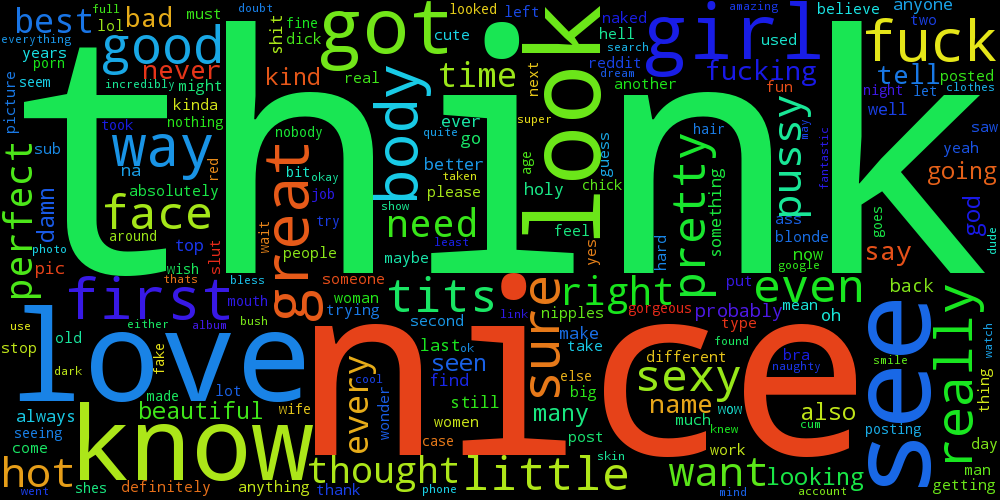 think
nice
love
know
look
see
girl
got
good
fuck
way
body
face
great
first
pretty
perfect
really
little
thought
want
hot
sexy
sure
tits
right
even
need
time
pussy
best
bad
never
kind
tell
fucking
going
say
god
damn
beautiful
every
seen
many
name
also
looking
lol
full
must
everything
years
porn
seem
incredibly
might
kinda
nothing
picture
took
sub
na
red
absolutely
around
top
photo
pic
wish
thats
slut
shit
fine
dick
doubt
real
cute
looked
left
next
naked
hell
search
reddit
dream
another
amazing
used
believe
anyone
two
posted
fun
night
let
clothes
well
saw
yeah
dude
goes
fantastic
may
hair
something
ass
blonde
now
google
put
hard
yes
guess
chick
holy
feel
age
super
ever
go
quite
better
taken
please
show
least
maybe
nobody
bit
okay
job
try
wait
people
someone
bless
mouth
woman
trying
bush
album
either
fake
use
old
stop
dark
made
lot
wife
always
seeing
come
went
shes
definitely
anything
thank
phone
case
women
still
find
last
ok
second
link
cool
wonder
nipples
make
take
else
big
post
skin
gorgeous
probably
type
found
different
bra
naughty
mean
oh
back
smile
watch
thing
day
man
getting
posting
cum
wow
much
knew
work
mind
account